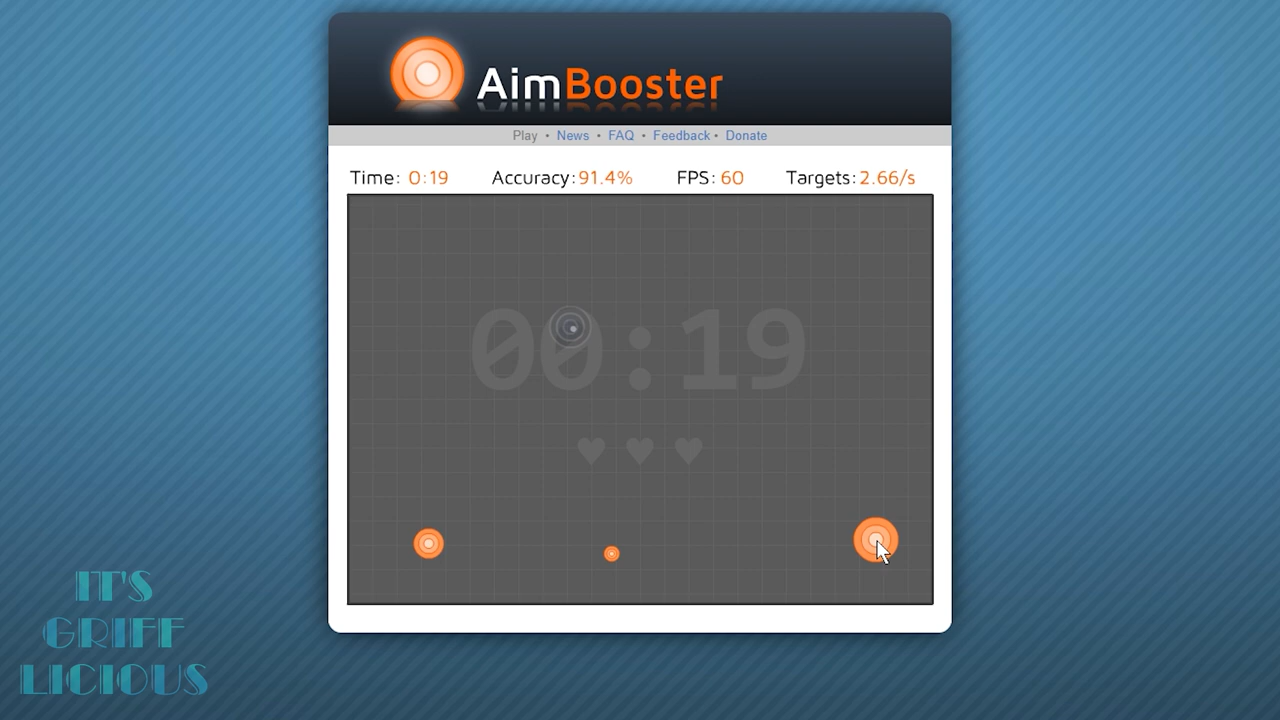 AimBooster
Play • News • FAQ • Feedback • Donate
Time: 0:19 Accuracy: 91.4% FPS: 60 Targets: 2.66/s
00:19
♥ ♥ ♥
IT'S
GRIFF
LICIOUS